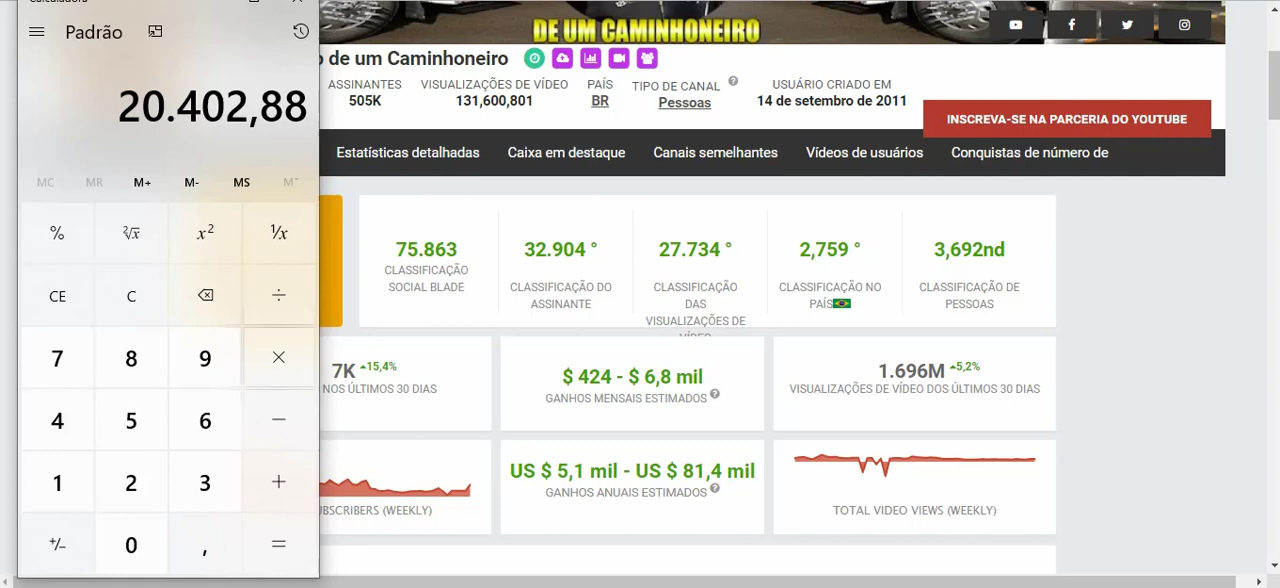 Calculadora
Padrão
20.402,88
MC MR M+ M- MS M˅
% ²√x x² ¹/x
CE C ÷
7 8 9 ×
4 5 6 −
1 2 3 +
+/− 0 , =
DE UM CAMINHONEIRO
de um Caminhoneiro
ASSINANTES
505K
VISUALIZAÇÕES DE VÍDEO
131,600,801
PAÍS
BR
TIPO DE CANAL ?
Pessoas
USUÁRIO CRIADO EM
14 de setembro de 2011
INSCREVA-SE NA PARCERIA DO YOUTUBE
Estatísticas detalhadas Caixa em destaque Canais semelhantes Vídeos de usuários Conquistas de número de
75.863
CLASSIFICAÇÃO
SOCIAL BLADE
32.904 °
CLASSIFICAÇÃO DO
ASSINANTE
27.734 °
CLASSIFICAÇÃO
DAS
VISUALIZAÇÕES DE
VÍDEO
2,759 °
CLASSIFICAÇÃO NO
PAÍS
3,692nd
CLASSIFICAÇÃO DE
PESSOAS
7K 15,4%
NOS ÚLTIMOS 30 DIAS
$ 424 - $ 6,8 mil
GANHOS MENSAIS ESTIMADOS ?
1.696M 5,2%
VISUALIZAÇÕES DE VÍDEO DOS ÚLTIMOS 30 DIAS
UBSCRIBERS (WEEKLY)
US $ 5,1 mil - US $ 81,4 mil
GANHOS ANUAIS ESTIMADOS ?
TOTAL VIDEO VIEWS (WEEKLY)